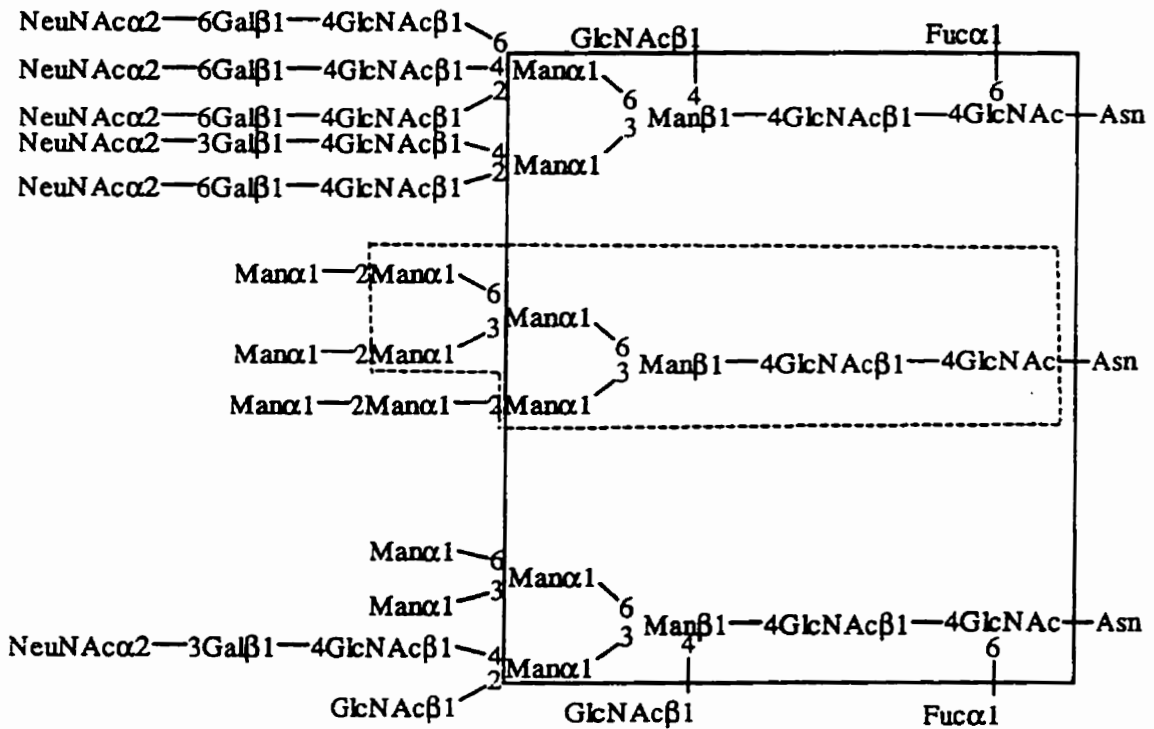 NeuNAcα2—6Galβ1—4GlcNAcβ1 6 GlcNAcβ1 Fucα1
NeuNAcα2—6Galβ1—4GlcNAcβ1—4Manα1
2 6 4 6
NeuNAcα2—6Galβ1—4GlcNAcβ1 3 Manβ1—4GlcNAcβ1—4GlcNAc—Asn
NeuNAcα2—3Galβ1—4GlcNAcβ1 4
Manα1
NeuNAcα2—6Galβ1—4GlcNAcβ1—2
Manα1—2Manα1
6
Manα1
3 6
Manα1—2Manα1 3 Manβ1—4GlcNAcβ1—4GlcNAc—Asn
Manα1—2Manα1—2Manα1
Manα1 6
Manα1
Manα1 3 6
3 Manβ1—4GlcNAcβ1—4GlcNAc—Asn
NeuNAcα2—3Galβ1—4GlcNAcβ1 4 4 6
Manα1
2
GlcNAcβ1 GlcNAcβ1 Fucα1